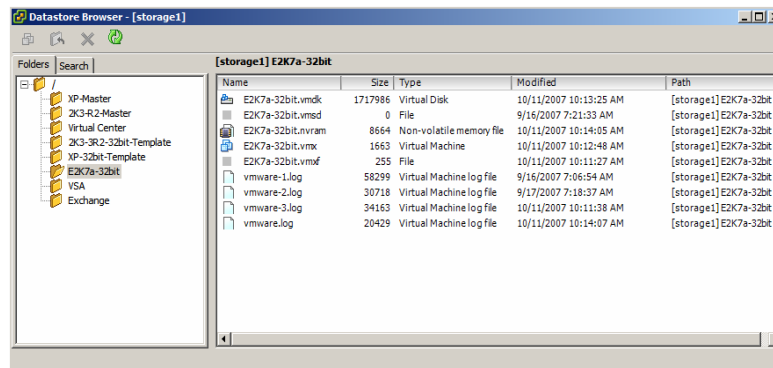 Datastore Browser - [storage1]
Folders Search
[storage1] E2K7a-32bit
/
XP-Master
2K3-R2-Master
Virtual Center
2K3-3R2-32bit-Template
XP-32bit-Template
E2K7a-32bit
VSA
Exchange
Name Size Type Modified Path
E2K7a-32bit.vmdk 1717986 Virtual Disk 10/11/2007 10:13:25 AM [storage1] E2K7a-32bit
E2K7a-32bit.vmsd 0 File 9/16/2007 7:21:33 AM [storage1] E2K7a-32bit
E2K7a-32bit.nvram 8664 Non-volatile memory file 10/11/2007 10:14:05 AM [storage1] E2K7a-32bit
E2K7a-32bit.vmx 1663 Virtual Machine 10/11/2007 10:12:48 AM [storage1] E2K7a-32bit
E2K7a-32bit.vmxf 255 File 10/11/2007 10:11:27 AM [storage1] E2K7a-32bit
vmware-1.log 58299 Virtual Machine log file 9/16/2007 7:06:54 AM [storage1] E2K7a-32bit
vmware-2.log 30718 Virtual Machine log file 9/17/2007 7:18:37 AM [storage1] E2K7a-32bit
vmware-3.log 34163 Virtual Machine log file 10/11/2007 10:11:38 AM [storage1] E2K7a-32bit
vmware.log 20429 Virtual Machine log file 10/11/2007 10:14:07 AM [storage1] E2K7a-32bit